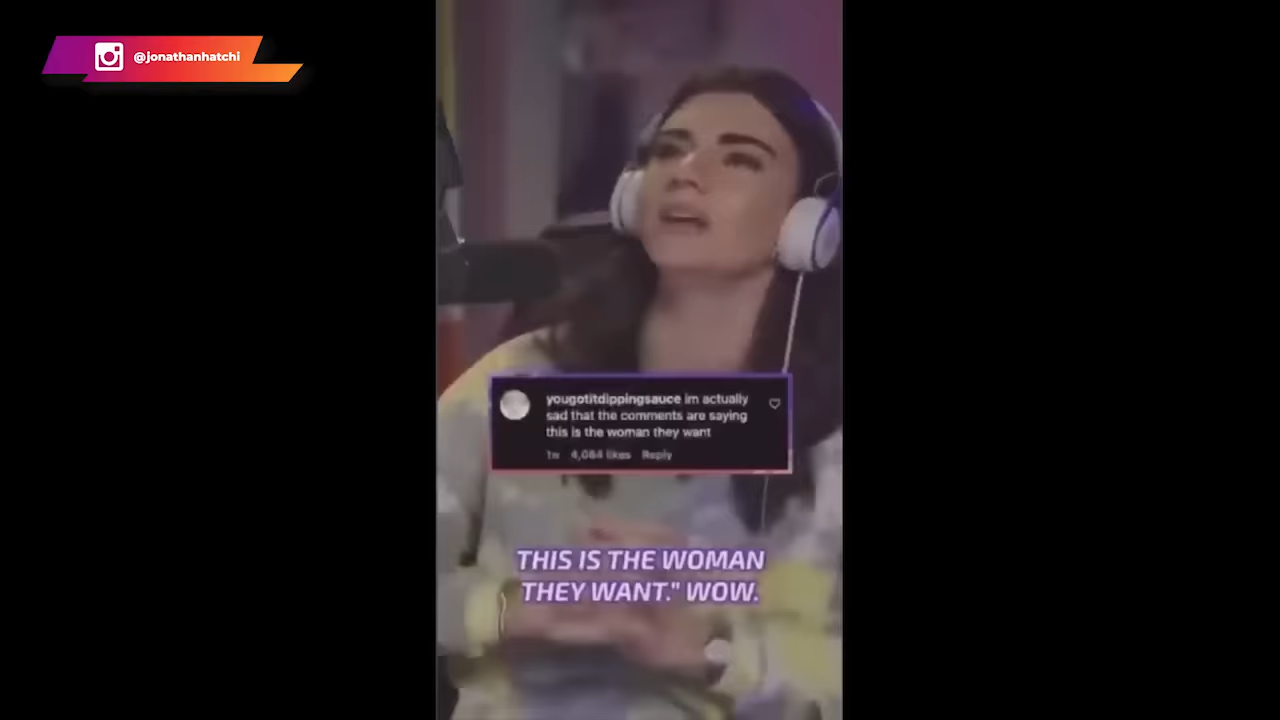 @jonathanhatchi
yougotitdippingsauce im actually
sad that the comments are saying
this is the woman they want
1w 4,084 likes Reply
THIS IS THE WOMAN
THEY WANT." WOW.